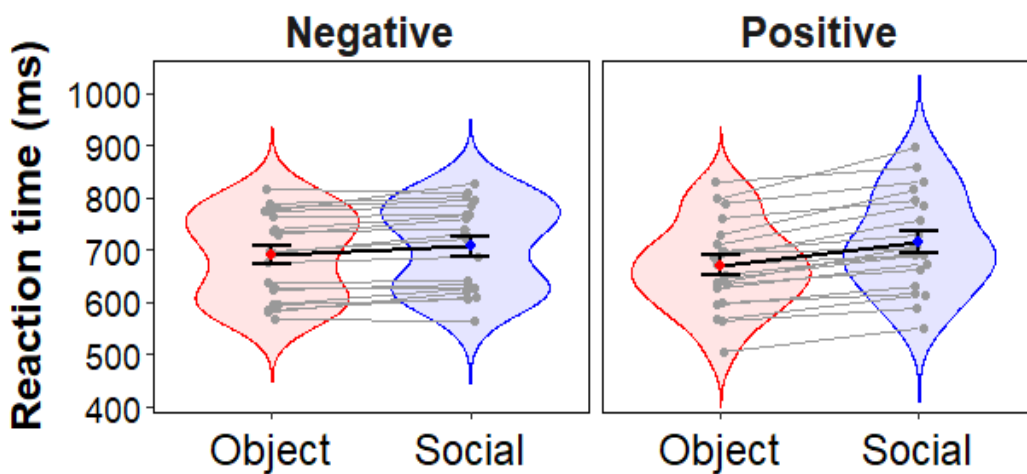 Negative
Positive
Reaction time (ms)
1000
900
800
700
600
500
400
Object
Social
Object
Social